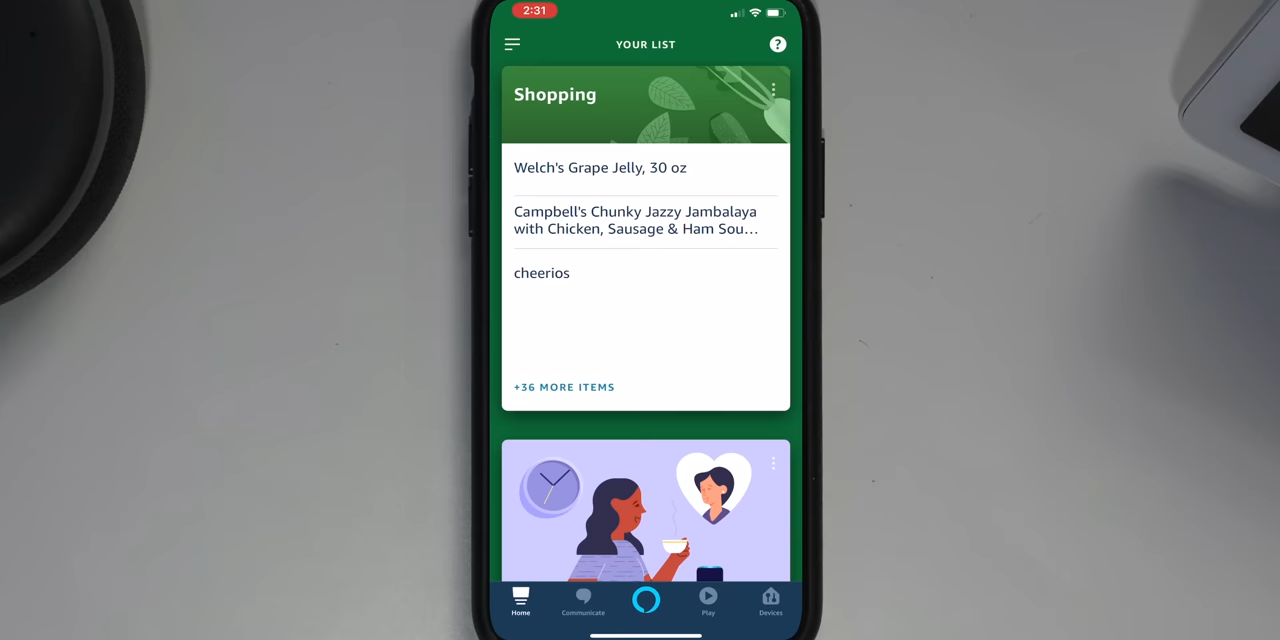 2:31
YOUR LIST
?
Shopping
Welch's Grape Jelly, 30 oz
Campbell's Chunky Jazzy Jambalaya
with Chicken, Sausage & Ham Sou...
cheerios
+36 MORE ITEMS
Home Communicate Play Devices